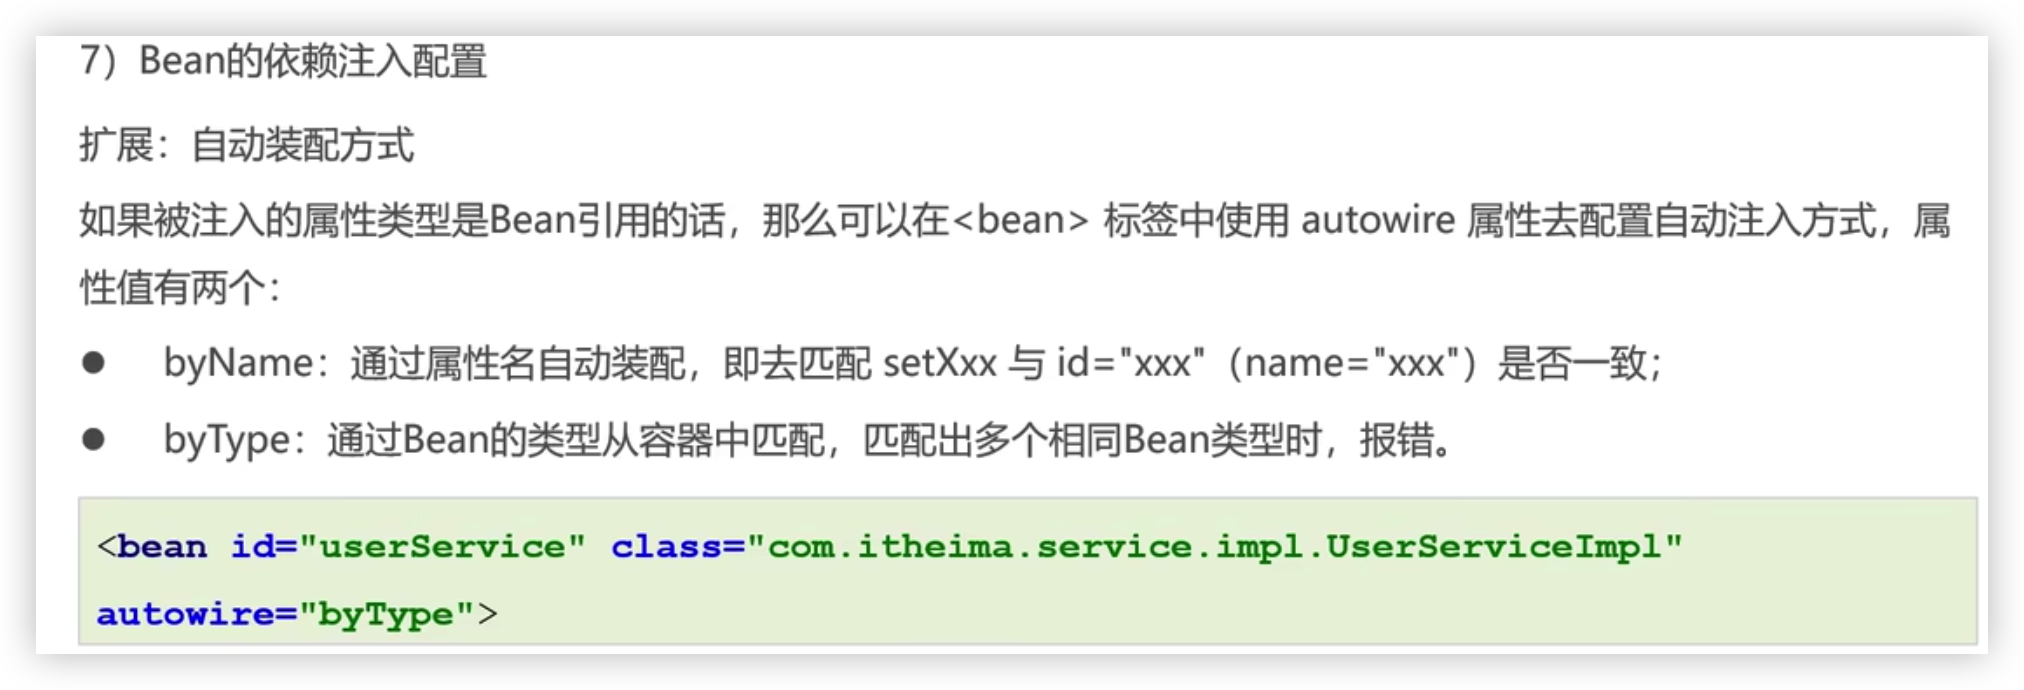 7）Bean的依赖注入配置
扩展：自动装配方式
如果被注入的属性类型是Bean引用的话，那么可以在<bean> 标签中使用 autowire 属性去配置自动注入方式，属
性值有两个：
● byName：通过属性名自动装配，即去匹配 setXxx 与 id="xxx"（name="xxx"）是否一致；
● byType：通过Bean的类型从容器中匹配，匹配出多个相同Bean类型时，报错。
<bean id="userService" class="com.itheima.service.impl.UserServiceImpl"
autowire="byType">